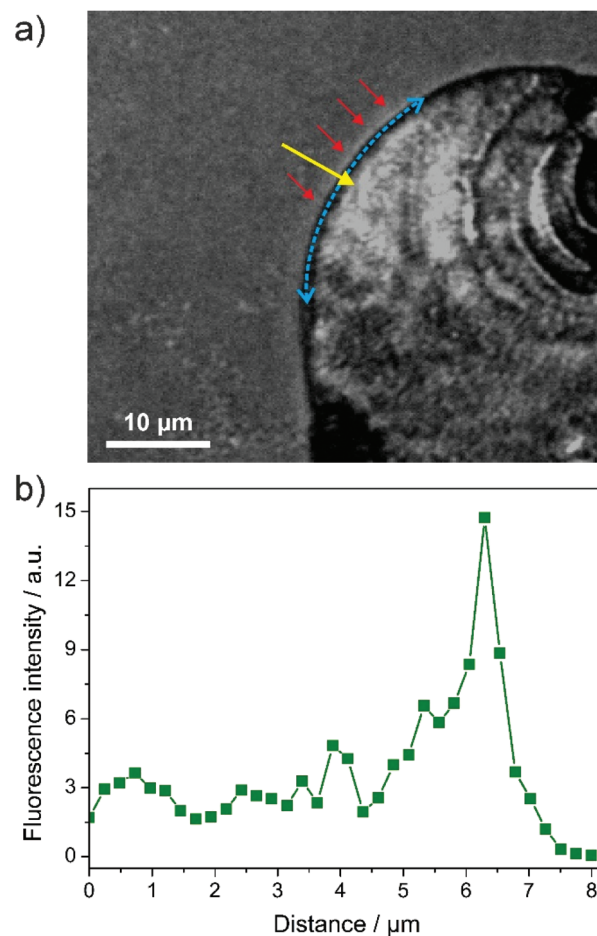 a)
10 μm
b)
15
12
9
6
3
0
Fluorescence intensity / a.u.
0 1 2 3 4 5 6 7 8
Distance / μm